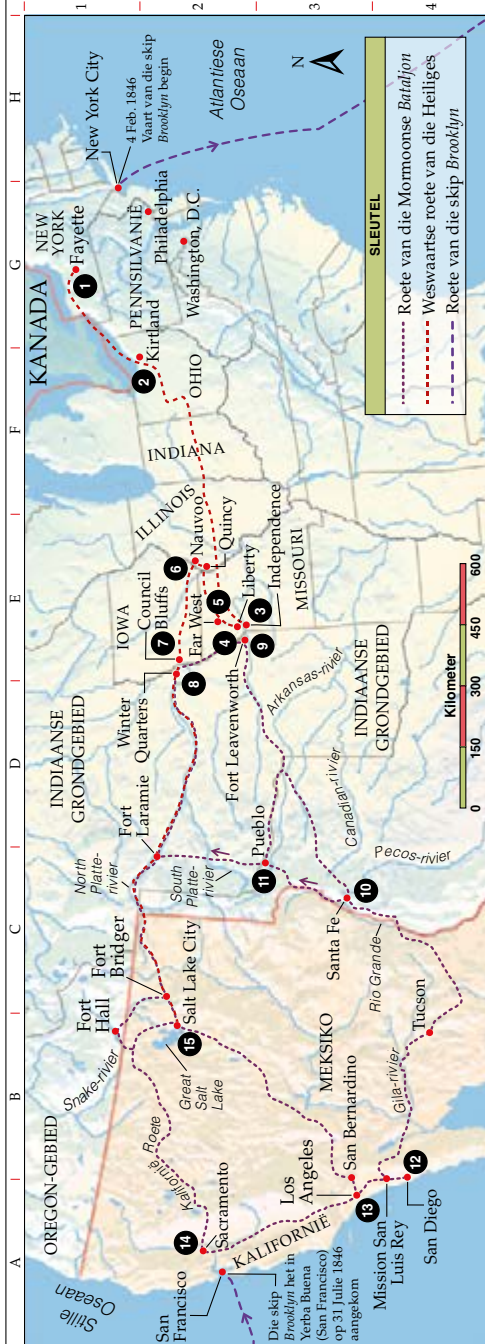 A
B
C
D
E
F
G
H
1
2
3
4
N
Stille
Oseaan
OREGON-GEBIED
Snake-rivier
Fort
Hall
Fort
Bridger
Salt Lake City
Great
Salt
Lake
15
Kalifornië Roete
14
Sacramento
San
Francisco
Die skip
Brooklyn het in
Yerba Buena
(San Francisco)
op 31 Julie 1846
aangekom
KALIFORNIË
Los
Angeles
13
San Bernardino
Mission San
Luis Rey
12
San Diego
MEKSIKO
Gila-rivier
Tucson
Rio Grande
Santa Fe
10
Pecos-rivier
Canadian-rivier
Pueblo
11
South
Platte-
rivier
North
Platte-
rivier
Fort
Laramie
INDIAANSE
GRONDGEBIED
Winter
Quarters
8
7
Council
Bluffs
IOWA
6
Nauvoo
Quincy
Far West
5
4
Liberty
3
Independence
MISSOURI
9
Fort Leavenworth
Arkansas-rivier
INDIAANSE
GRONDGEBIED
ILLINOIS
INDIANA
OHIO
2
Kirtland
KANADA
1
NEW
YORK
Fayette
PENNSILVANIË
Philadelphia
Washington, D.C.
New York City
4 Feb. 1846
Vaart van die skip
Brooklyn begin
Atlantiese
Oseaan
Kilometer
0
150
300
450
600
SLEUTEL
Roete van die Mormoonse Bataljon
Weswaartse roete van die Heiliges
Roete van die skip Brooklyn